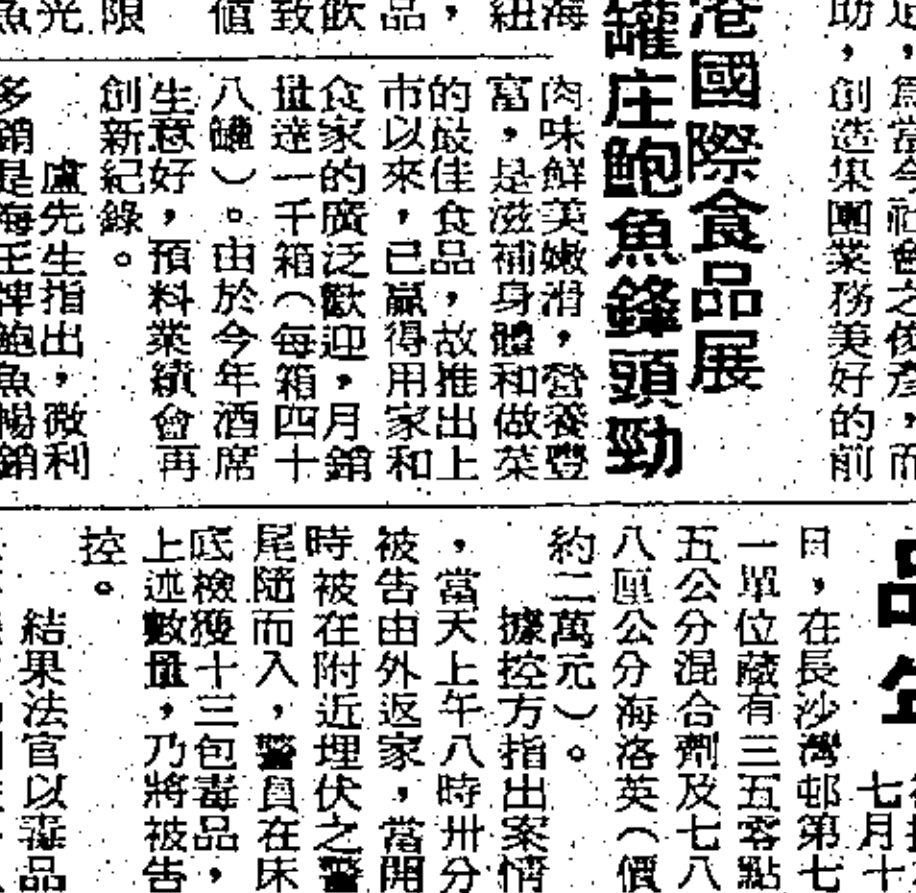 助，創造集團業務美好的前
港國際食品展
罐庄鮑魚鋒頭勁
肉味鮮美嫩滑，營養豐
富，是滋補身體和做菜
的最佳食品，故推出上
市以來，已贏得用家和
食家的廣泛歡迎，月銷
量達一千箱（每箱四十
八罐）。由於今年酒席
生意好，預料業績會再
創新紀錄。
盧先生指出，微利
多銷是海王牌鮑魚暢銷
七月十
日，在長沙灣邨第七
一單位藏有三五零點
五公分混合劑及七八
八厘公分海洛英（價
約二萬元）。
據控方指出案情
，當天上午八時卅分
被告由外返家，當開
時被在附近埋伏之警
尾隨而入，警員在床
底檢獲十三包毒品，
上述數量，乃將被告
控。
結果法官以毒品